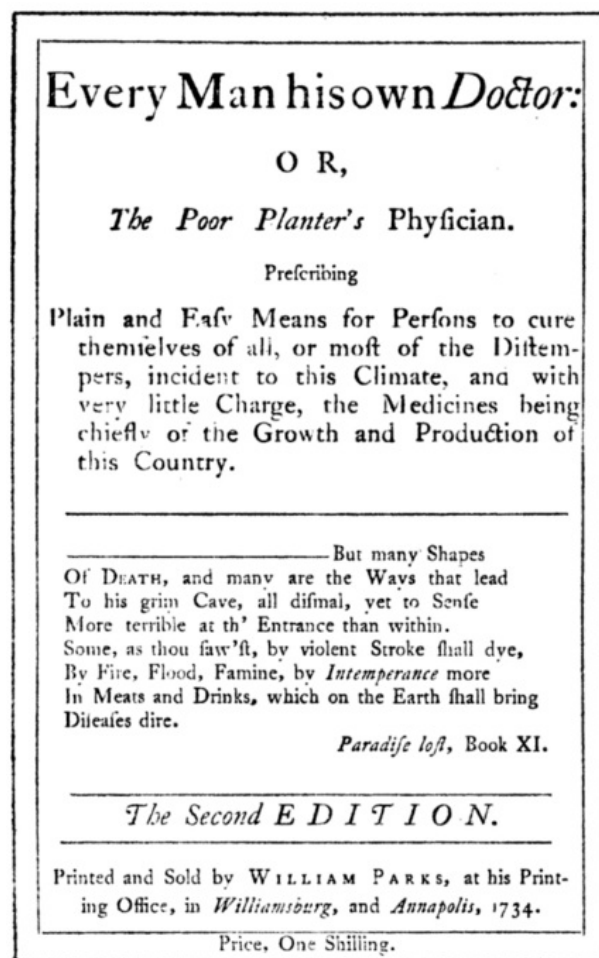 Every Man his own Doctor:
O R,
The Poor Planter's Phyſician.
Preſcribing
Plain and Eaſy Means for Perſons to cure
themſelves of all, or moſt of the Diſtem-
pers, incident to this Climate, and with
very little Charge, the Medicines being
chiefly of the Growth and Production of
this Country.
But many Shapes
Of DEATH, and many are the Ways that lead
To his grim Cave, all diſmal, yet to Senſe
More terrible at th' Entrance than within.
Some, as thou ſaw'ſt, by violent Stroke ſhall dye,
By Fire, Flood, Famine, by Intemperance more
In Meats and Drinks, which on the Earth ſhall bring
Diſeaſes dire.
Paradiſe loſt, Book XI.
The Second E D I T I O N.
Printed and Sold by WILLIAM PARKS, at his Print-
ing Office, in Williamsburg, and Annapolis, 1734.
Price, One Shilling.